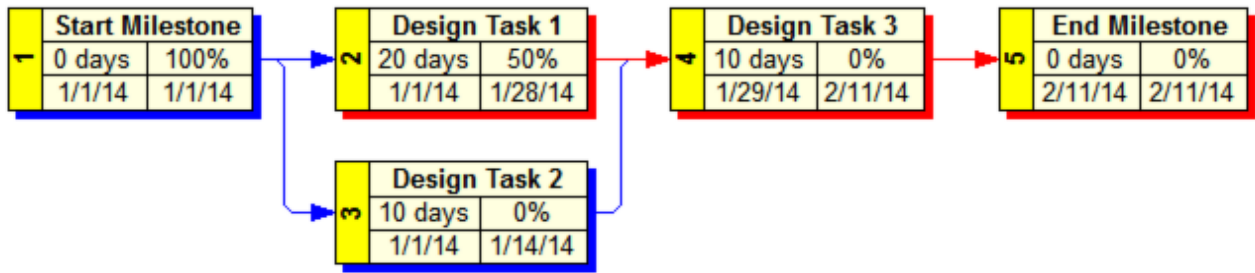 1
Start Milestone
0 days 100%
1/1/14 1/1/14
2
Design Task 1
20 days 50%
1/1/14 1/28/14
4
Design Task 3
10 days 0%
1/29/14 2/11/14
5
End Milestone
0 days 0%
2/11/14 2/11/14
3
Design Task 2
10 days 0%
1/1/14 1/14/14